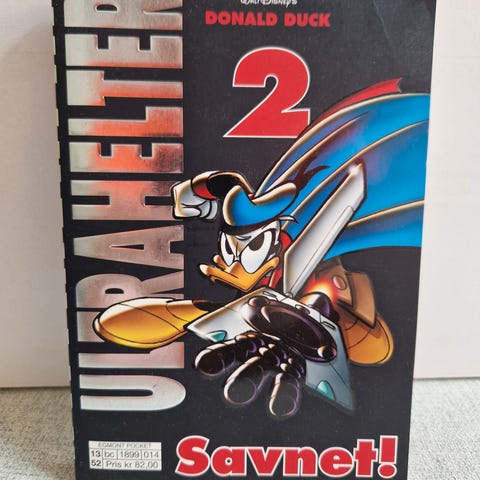 Walt Disney's
DONALD DUCK
2
ULTRAHELTER
Savnet!
EGMONT POCKET
13 bc 1899 014
52 Pris kr 82,00